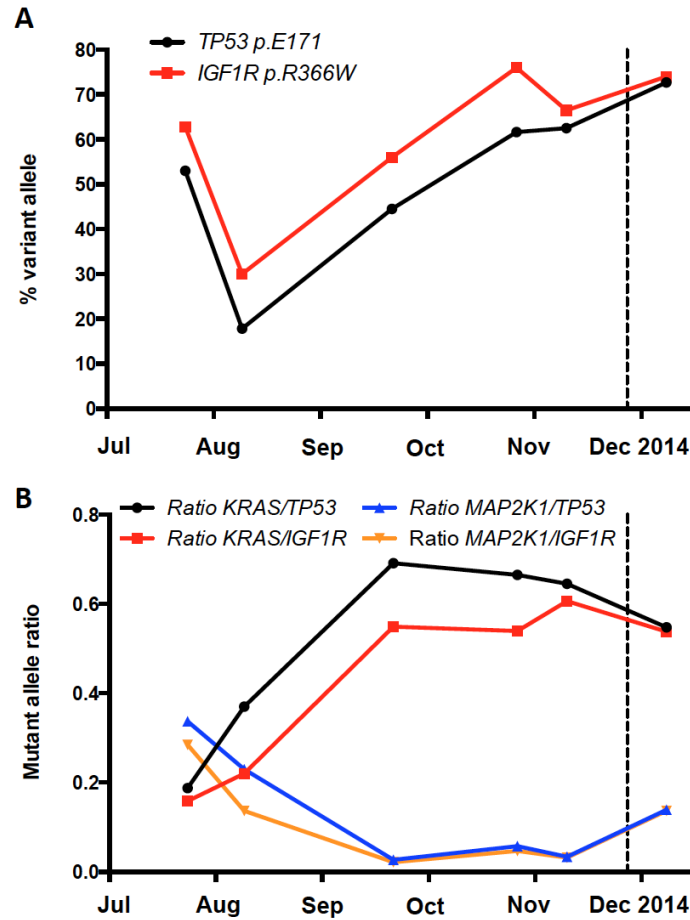 A
TP53 p.E171
IGF1R p.R366W
80
70
60
50
40
30
20
10
0
% variant allele
Jul Aug Sep Oct Nov Dec 2014
B
Ratio KRAS/TP53 Ratio MAP2K1/TP53
Ratio KRAS/IGF1R Ratio MAP2K1/IGF1R
0.8
0.6
0.4
0.2
0.0
Mutant allele ratio
Jul Aug Sep Oct Nov Dec 2014